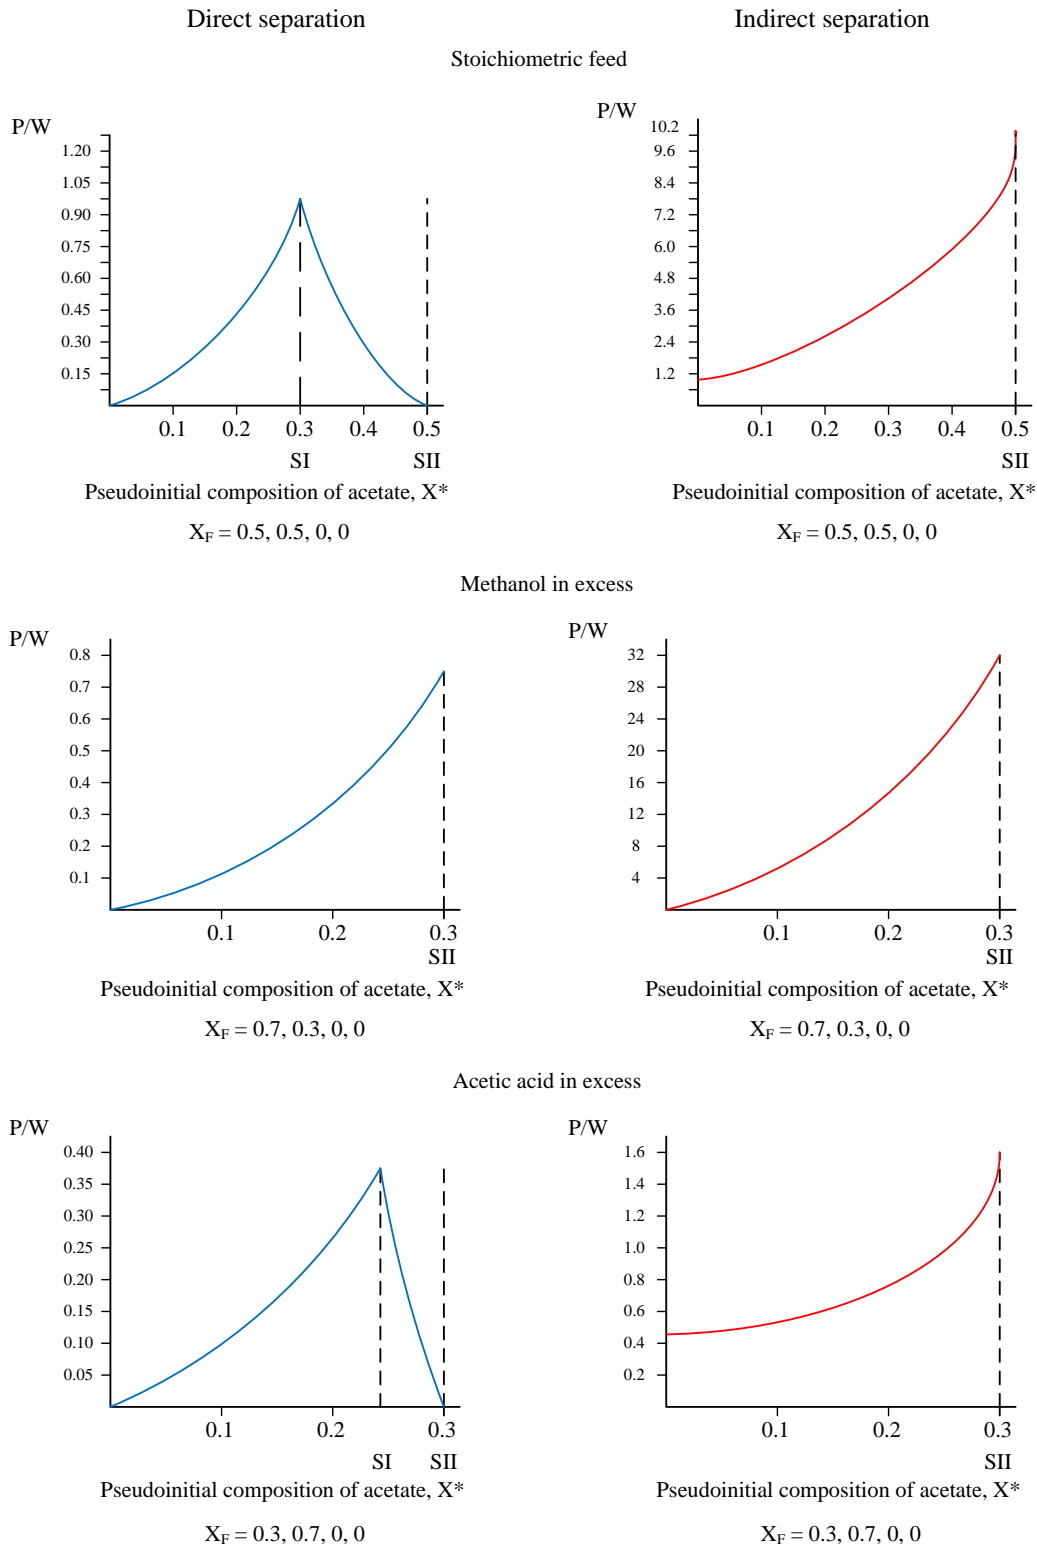 Direct separation
Indirect separation
Stoichiometric feed
P/W
1.20
1.05
0.90
0.75
0.60
0.45
0.30
0.15
0.1 0.2 0.3 0.4 0.5
SI SII
Pseudoinitial composition of acetate, X*
X_F = 0.5, 0.5, 0, 0
P/W
10.2
9.6
8.4
7.2
6.0
4.8
3.6
2.4
1.2
0.1 0.2 0.3 0.4 0.5
SII
Pseudoinitial composition of acetate, X*
X_F = 0.5, 0.5, 0, 0
Methanol in excess
P/W
0.8
0.7
0.6
0.5
0.4
0.3
0.2
0.1
0.1 0.2 0.3
SII
Pseudoinitial composition of acetate, X*
X_F = 0.7, 0.3, 0, 0
P/W
32
28
24
20
16
12
8
4
0.1 0.2 0.3
SII
Pseudoinitial composition of acetate, X*
X_F = 0.7, 0.3, 0, 0
Acetic acid in excess
P/W
0.40
0.35
0.30
0.25
0.20
0.15
0.10
0.05
0.1 0.2 0.3
SI SII
Pseudoinitial composition of acetate, X*
X_F = 0.3, 0.7, 0, 0
P/W
1.6
1.4
1.2
1.0
0.8
0.6
0.4
0.2
0.1 0.2 0.3
SII
Pseudoinitial composition of acetate, X*
X_F = 0.3, 0.7, 0, 0